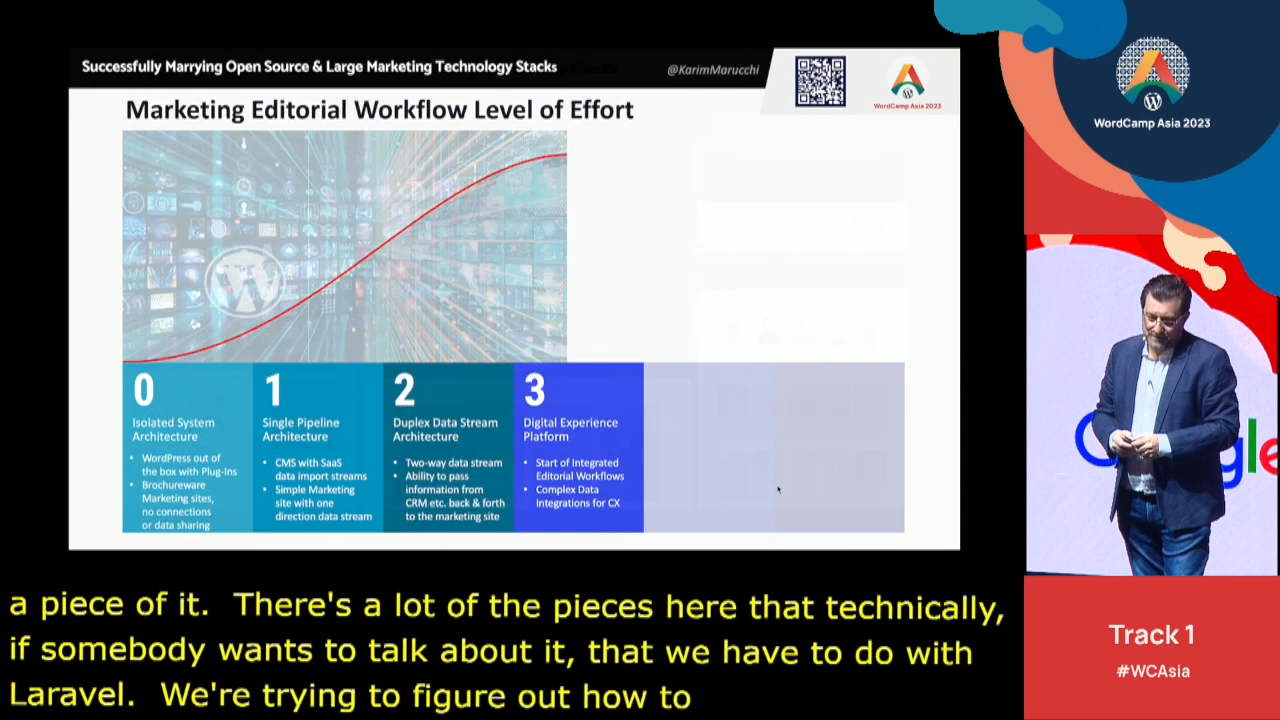 Successfully Marrying Open Source & Large Marketing Technology Stacks
@KarimMarucchi
WordCamp Asia 2023
Marketing Editorial Workflow Level of Effort
0
Isolated System
Architecture
• WordPress out of
the box with Plug-Ins
• Brochureware
Marketing sites,
no connections
or data sharing
1
Single Pipeline
Architecture
• CMS with SaaS
data import streams
• Simple Marketing
site with one
direction data stream
2
Duplex Data Stream
Architecture
• Two-way data stream
• Ability to pass
information from
CRM etc. back & forth
to the marketing site
3
Digital Experience
Platform
• Start of Integrated
Editorial Workflows
• Complex Data
Integrations for CX
WordCamp Asia 2023
Track 1
#WCAsia
a piece of it. There's a lot of the pieces here that technically,
if somebody wants to talk about it, that we have to do with
Laravel. We're trying to figure out how to